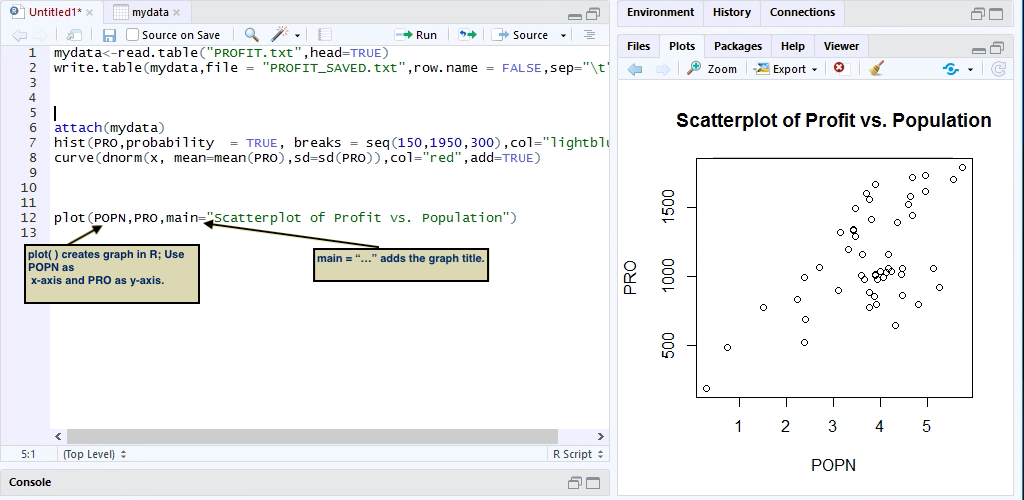 Untitled1* ×
mydata ×
Source on Save
Run
Source
1 mydata<-read.table("PROFIT.txt",head=TRUE)
2 write.table(mydata,file = "PROFIT_SAVED.txt",row.name = FALSE,sep="\t"
3
4
5
6 attach(mydata)
7 hist(PRO,probability  = TRUE, breaks = seq(150,1950,300),col="lightblu
8 curve(dnorm(x, mean=mean(PRO),sd=sd(PRO)),col="red",add=TRUE)
9
10
11
12 plot(POPN,PRO,main="Scatterplot of Profit vs. Population")
13
plot( ) creates graph in R; Use
POPN as
x-axis and PRO as y-axis.
main = “…” adds the graph title.
5:1 (Top Level) R Script
Console
Environment History Connections
Files Plots Packages Help Viewer
Zoom Export
Scatterplot of Profit vs. Population
PRO
1500
1000
500
1 2 3 4 5
POPN